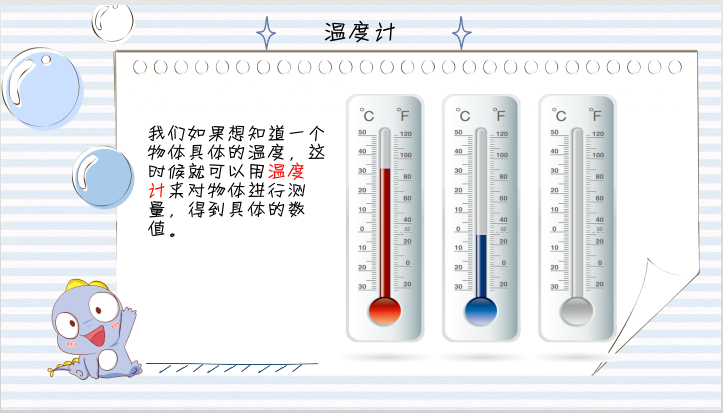 温度计
我们如果想知道一个
物体具体的温度，这
时候就可以用温度
计来对物体进行测
量，得到具体的数
值。
°C °F °C °F °C °F
50 120 50 120 50 120
40 100 40 100 40 100
30 80 30 80 30 80
20 60 20 60 20 60
10 40 10 40 10 40
0 32 0 32 0 32
10 20 10 20 10 20
20 0 20 0 20 0
30 20 30 20 30 20